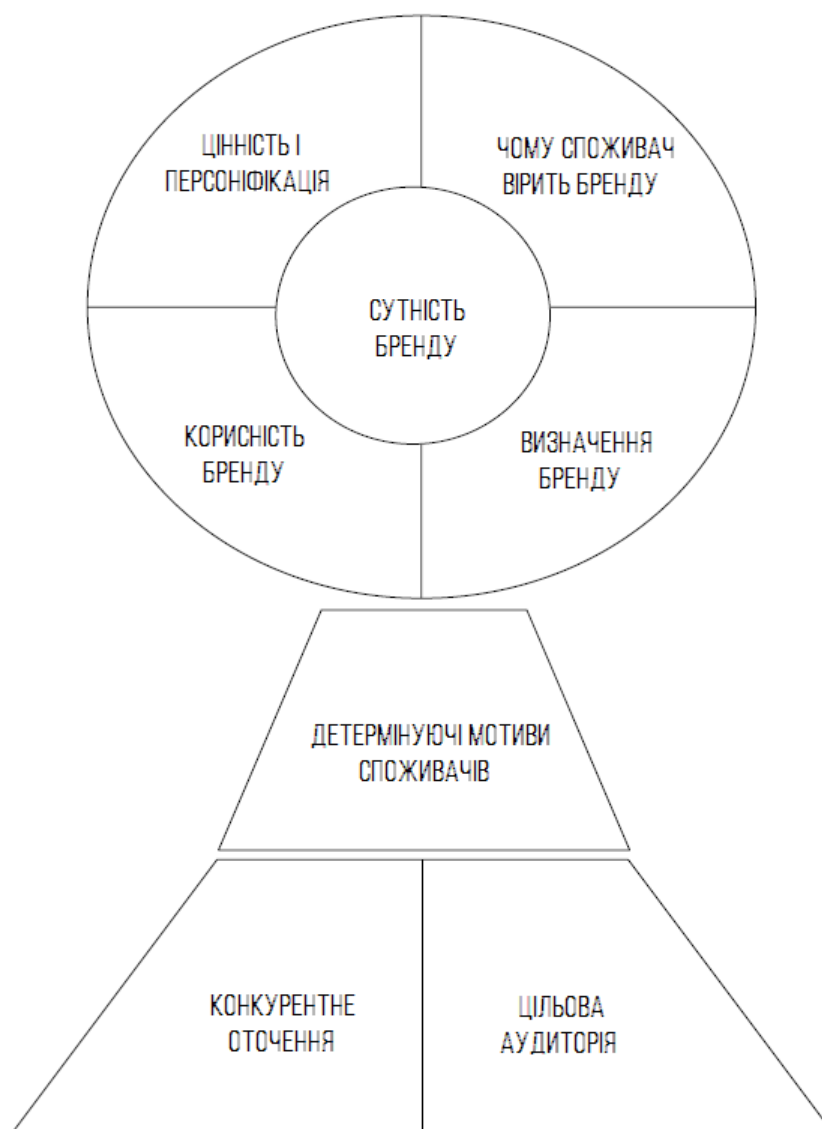 ЦІННІСТЬ І
ПЕРСОНІФІКАЦІЯ
ЧОМУ СПОЖИВАЧ
ВІРИТЬ БРЕНДУ
СУТНІСТЬ
БРЕНДУ
КОРИСНІСТЬ
БРЕНДУ
ВИЗНАЧЕННЯ
БРЕНДУ
ДЕТЕРМІНУЮЧІ МОТИВИ
СПОЖИВАЧІВ
КОНКУРЕНТНЕ
ОТОЧЕННЯ
ЦІЛЬОВА
АУДИТОРІЯ